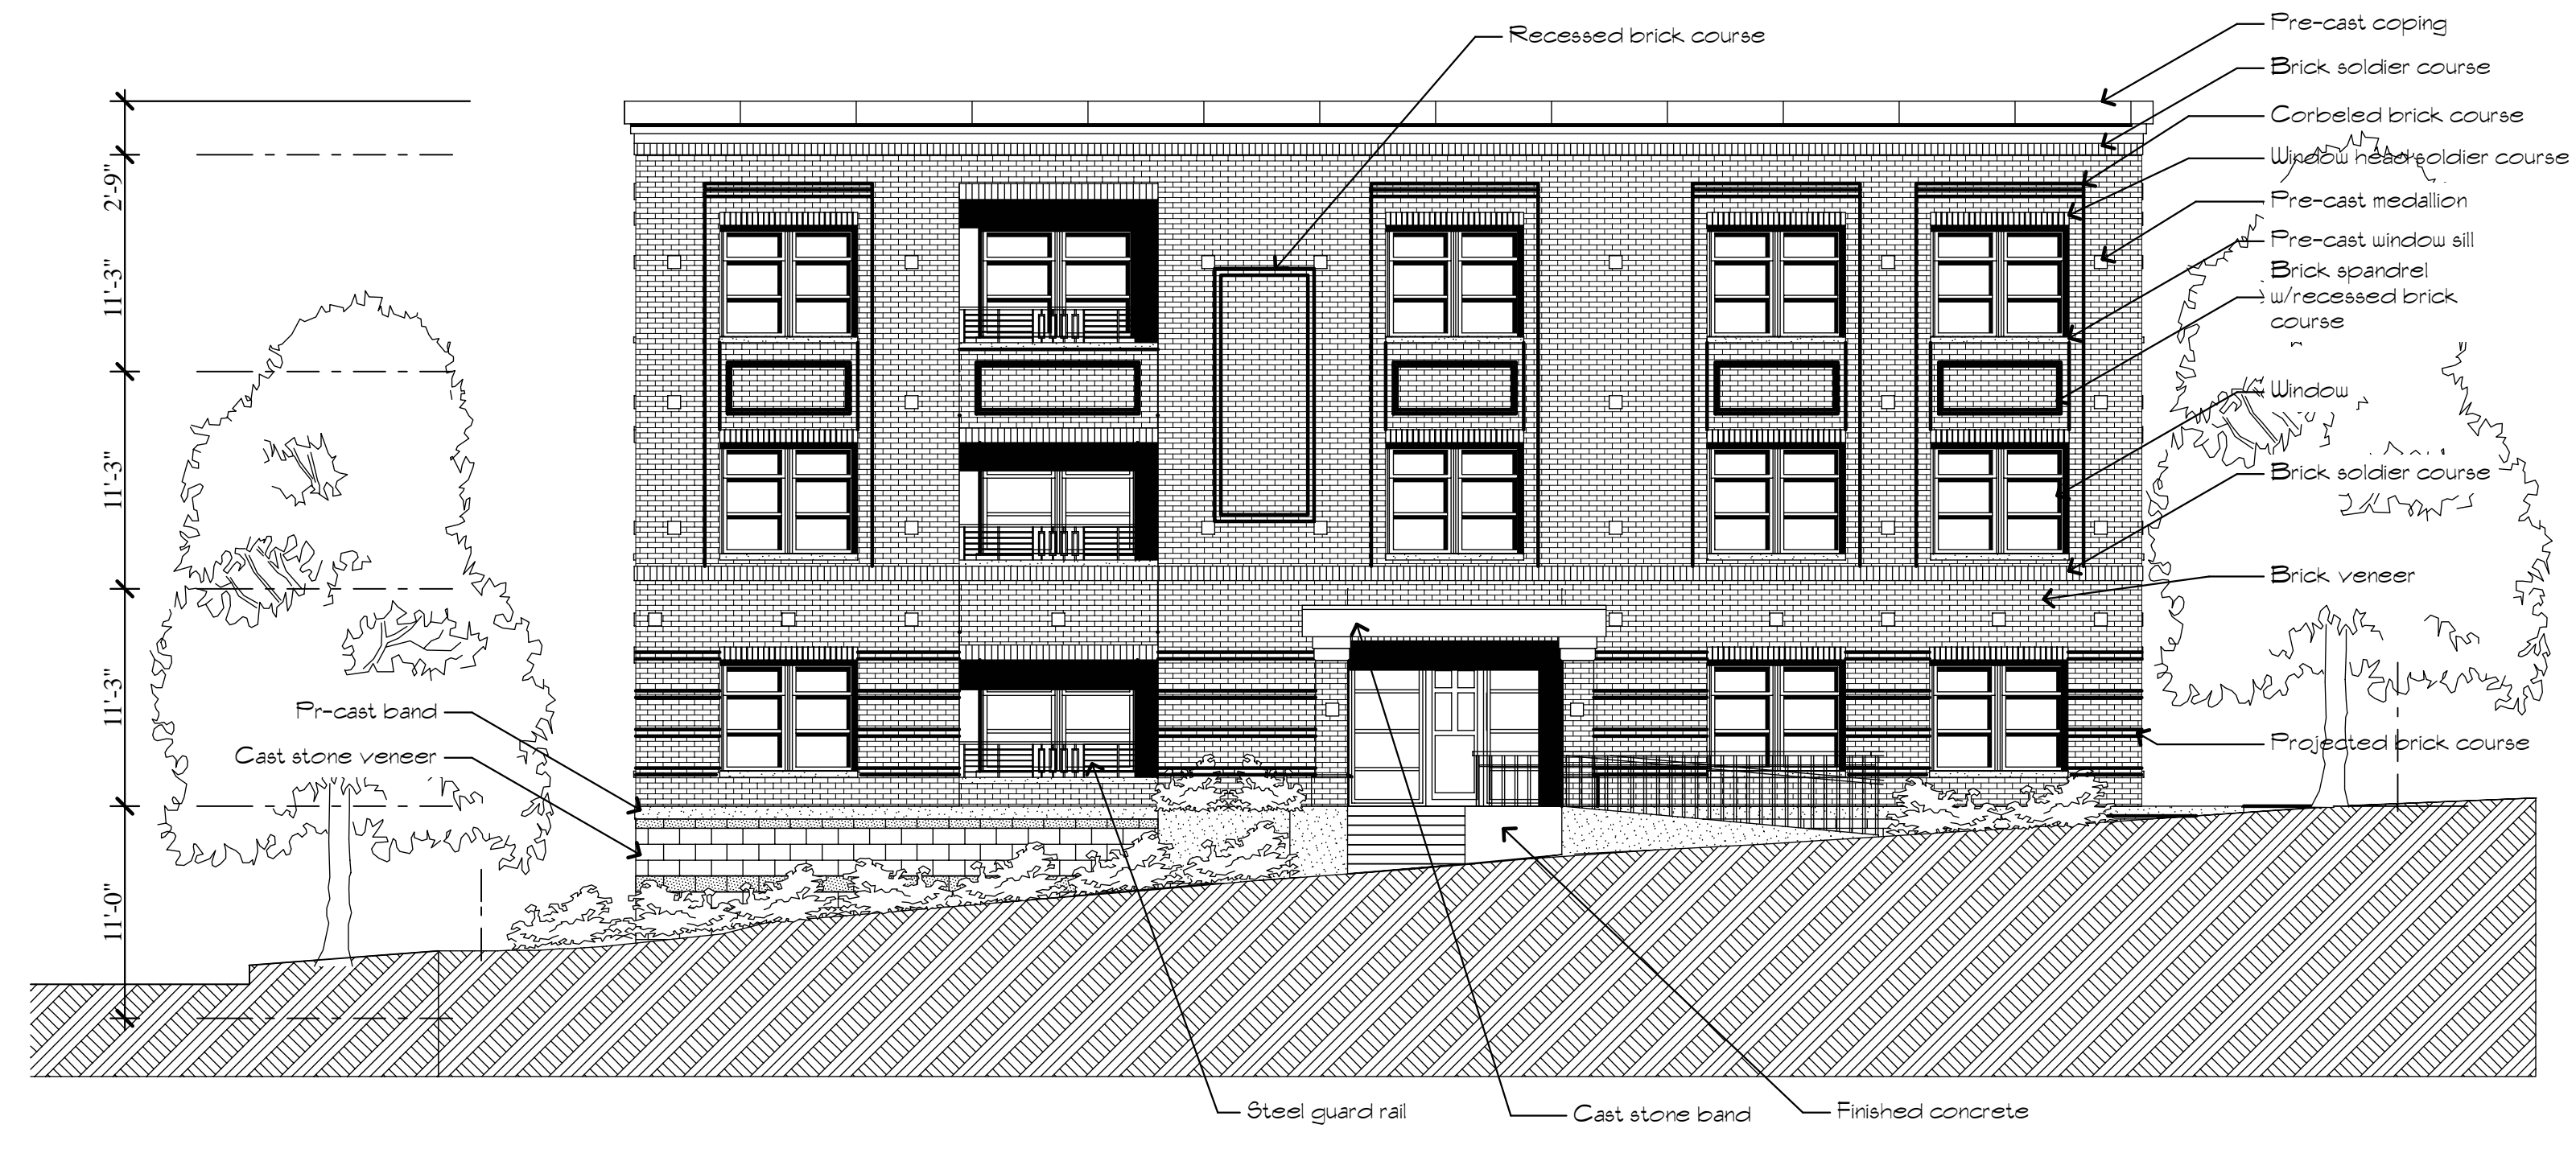 Recessed brick course
Pre-cast coping
Brick soldier course
Corbeled brick course
Window head soldier course
Pre-cast medallion
Pre-cast window sill
Brick spandrel
w/recessed brick
course
Window
Brick soldier course
Brick veneer
Projected brick course
2'-9"
11'-3"
11'-3"
11'-3"
11'-0"
Pr-cast band
Cast stone veneer
Steel guard rail
Cast stone band
Finished concrete